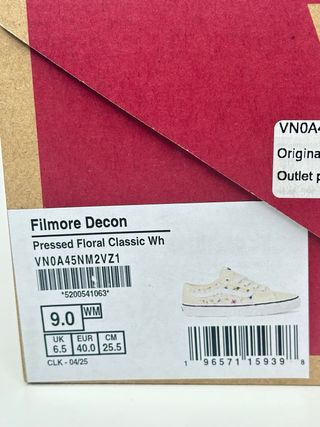 VN0A4
Origina
Outlet p
Filmore Decon
Pressed Floral Classic Wh
VN0A45NM2VZ1
*5200541063*
9.0 WM
UK EUR CM
6.5 40.0 25.5
CLK - 04/25
1 96571 15939 8